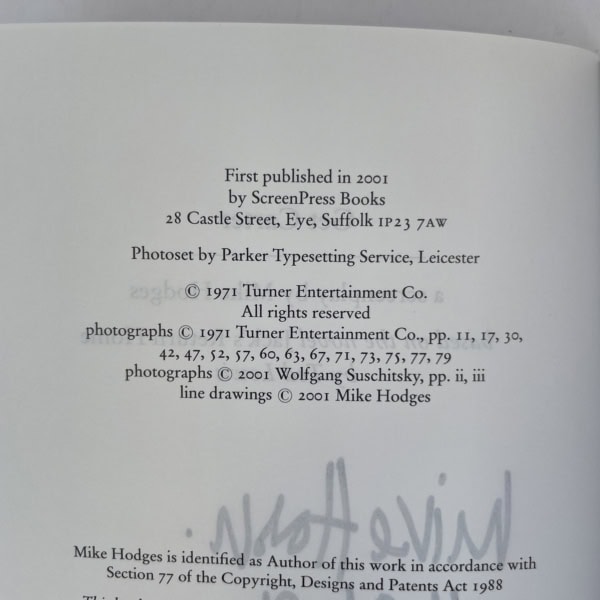 First published in 2001
by ScreenPress Books
28 Castle Street, Eye, Suffolk IP23 7AW
Photoset by Parker Typesetting Service, Leicester
© 1971 Turner Entertainment Co.
All rights reserved
photographs © 1971 Turner Entertainment Co., pp. 11, 17, 30,
42, 47, 52, 57, 60, 63, 67, 71, 73, 75, 77, 79
photographs © 2001 Wolfgang Suschitsky, pp. ii, iii
line drawings © 2001 Mike Hodges
Mike Hodges is identified as Author of this work in accordance with
Section 77 of the Copyright, Designs and Patents Act 1988